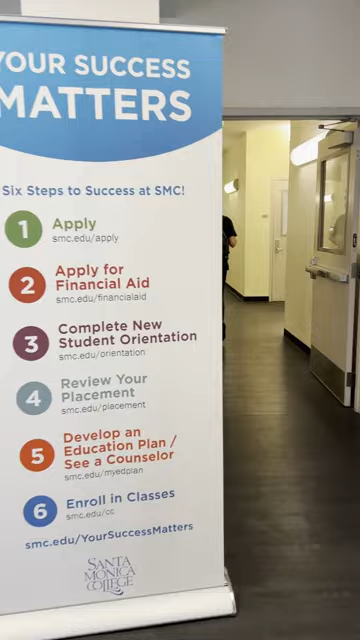 YOUR SUCCESS
MATTERS
Six Steps to Success at SMC!
1
Apply
smc.edu/apply
2
Apply for
Financial Aid
smc.edu/financialaid
3
Complete New
Student Orientation
smc.edu/orientation
4
Review Your
Placement
smc.edu/placement
5
Develop an
Education Plan /
See a Counselor
smc.edu/myedplan
6
Enroll in Classes
smc.edu/cc
smc.edu/YourSuccessMatters
SANTA
MONICA
COLLEGE